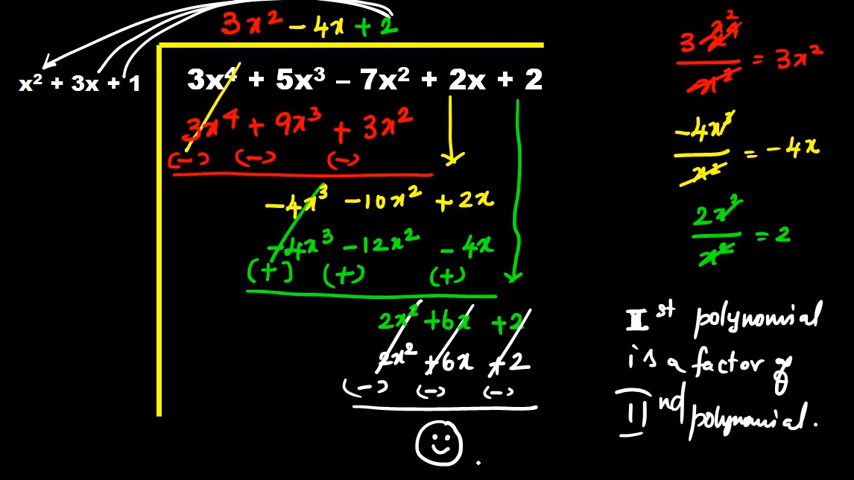 3x² - 4x + 2
x² + 3x + 1
3x⁴ + 5x³ – 7x² + 2x + 2
3x⁴ + 9x³ + 3x²
(-) (-) (-)
-4x³ -10x² +2x
-4x³ -12x² -4x
(+) (+) (+)
2x² +6x +2
2x² +6x +2
(-) (-) (-)
3x⁴/x² = 3x²
-4x³/x² = -4x
2x²/x² = 2
Ist polynomial
is a factor of
IInd polynomial.